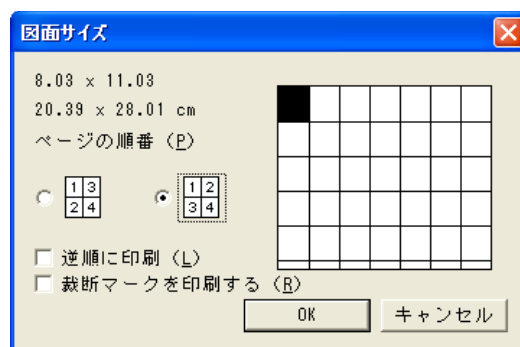 図面サイズ
8.03 x 11.03
20.39 x 28.01 cm
ページの順番 (P)
1 3
2 4
1 2
3 4
逆順に印刷 (L)
裁断マークを印刷する (R)
OK キャンセル